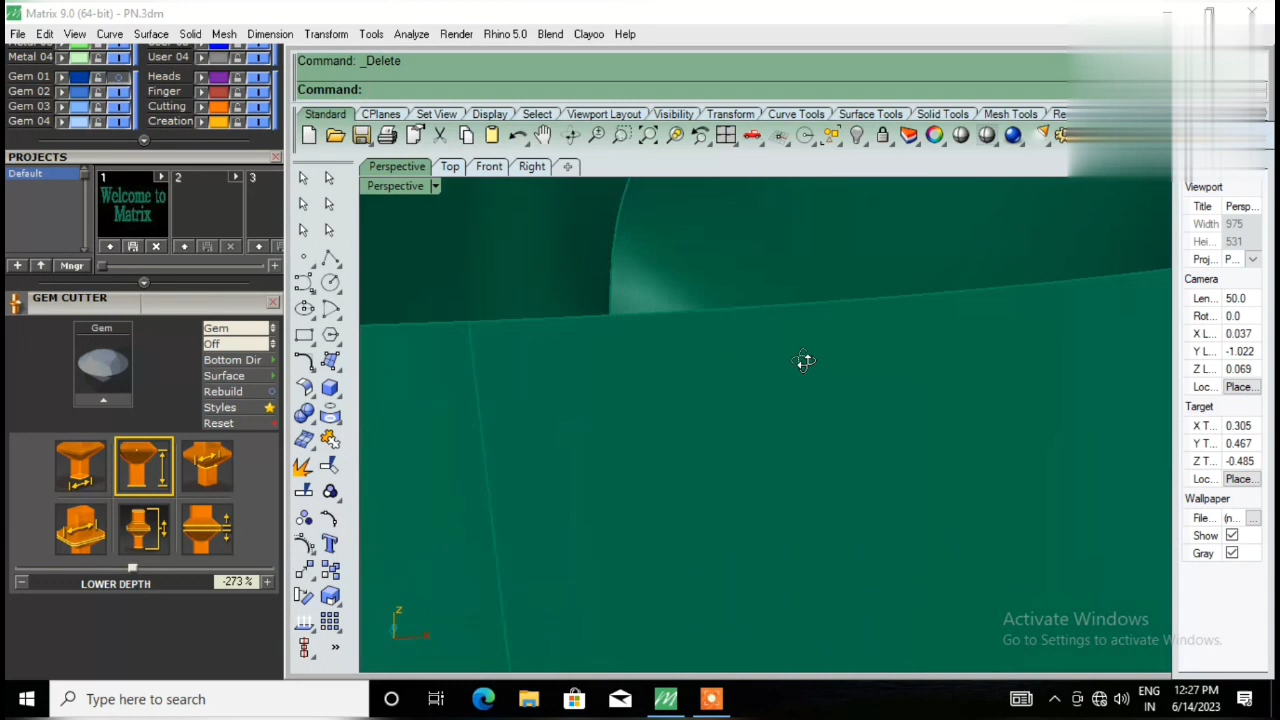 Matrix 9.0 (64-bit) - PN.3dm
File Edit View Curve Surface Solid Mesh Dimension Transform Tools Analyze Render Rhino 5.0 Blend Clayoo Help
Metal 04 User 04
Gem 01 Heads
Gem 02 Finger
Gem 03 Cutting
Gem 04 Creation
Command: _Delete
Command:
Standard CPlanes Set View Display Select Viewport Layout Visibility Transform Curve Tools Surface Tools Solid Tools Mesh Tools Re
PROJECTS
Default
1 2 3
Welcome to
Matrix
Mngr
Perspective Top Front Right
Perspective
GEM CUTTER
Gem
Gem
Off
Bottom Dir
Surface
Rebuild
Styles
Reset
LOWER DEPTH -273 %
z
x
Viewport
Title Persp...
Width 975
Hei... 531
Proj... P...
Camera
Len... 50.0
Rot... 0.0
X L... 0.037
Y L... -1.022
Z L... 0.069
Loc... Place...
Target
X T... 0.305
Y T... 0.467
Z T... -0.485
Loc... Place...
Wallpaper
File... (n... ...
Show
Gray
Activate Windows
Go to Settings to activate Windows.
Type here to search
ENG
IN
12:27 PM
6/14/2023